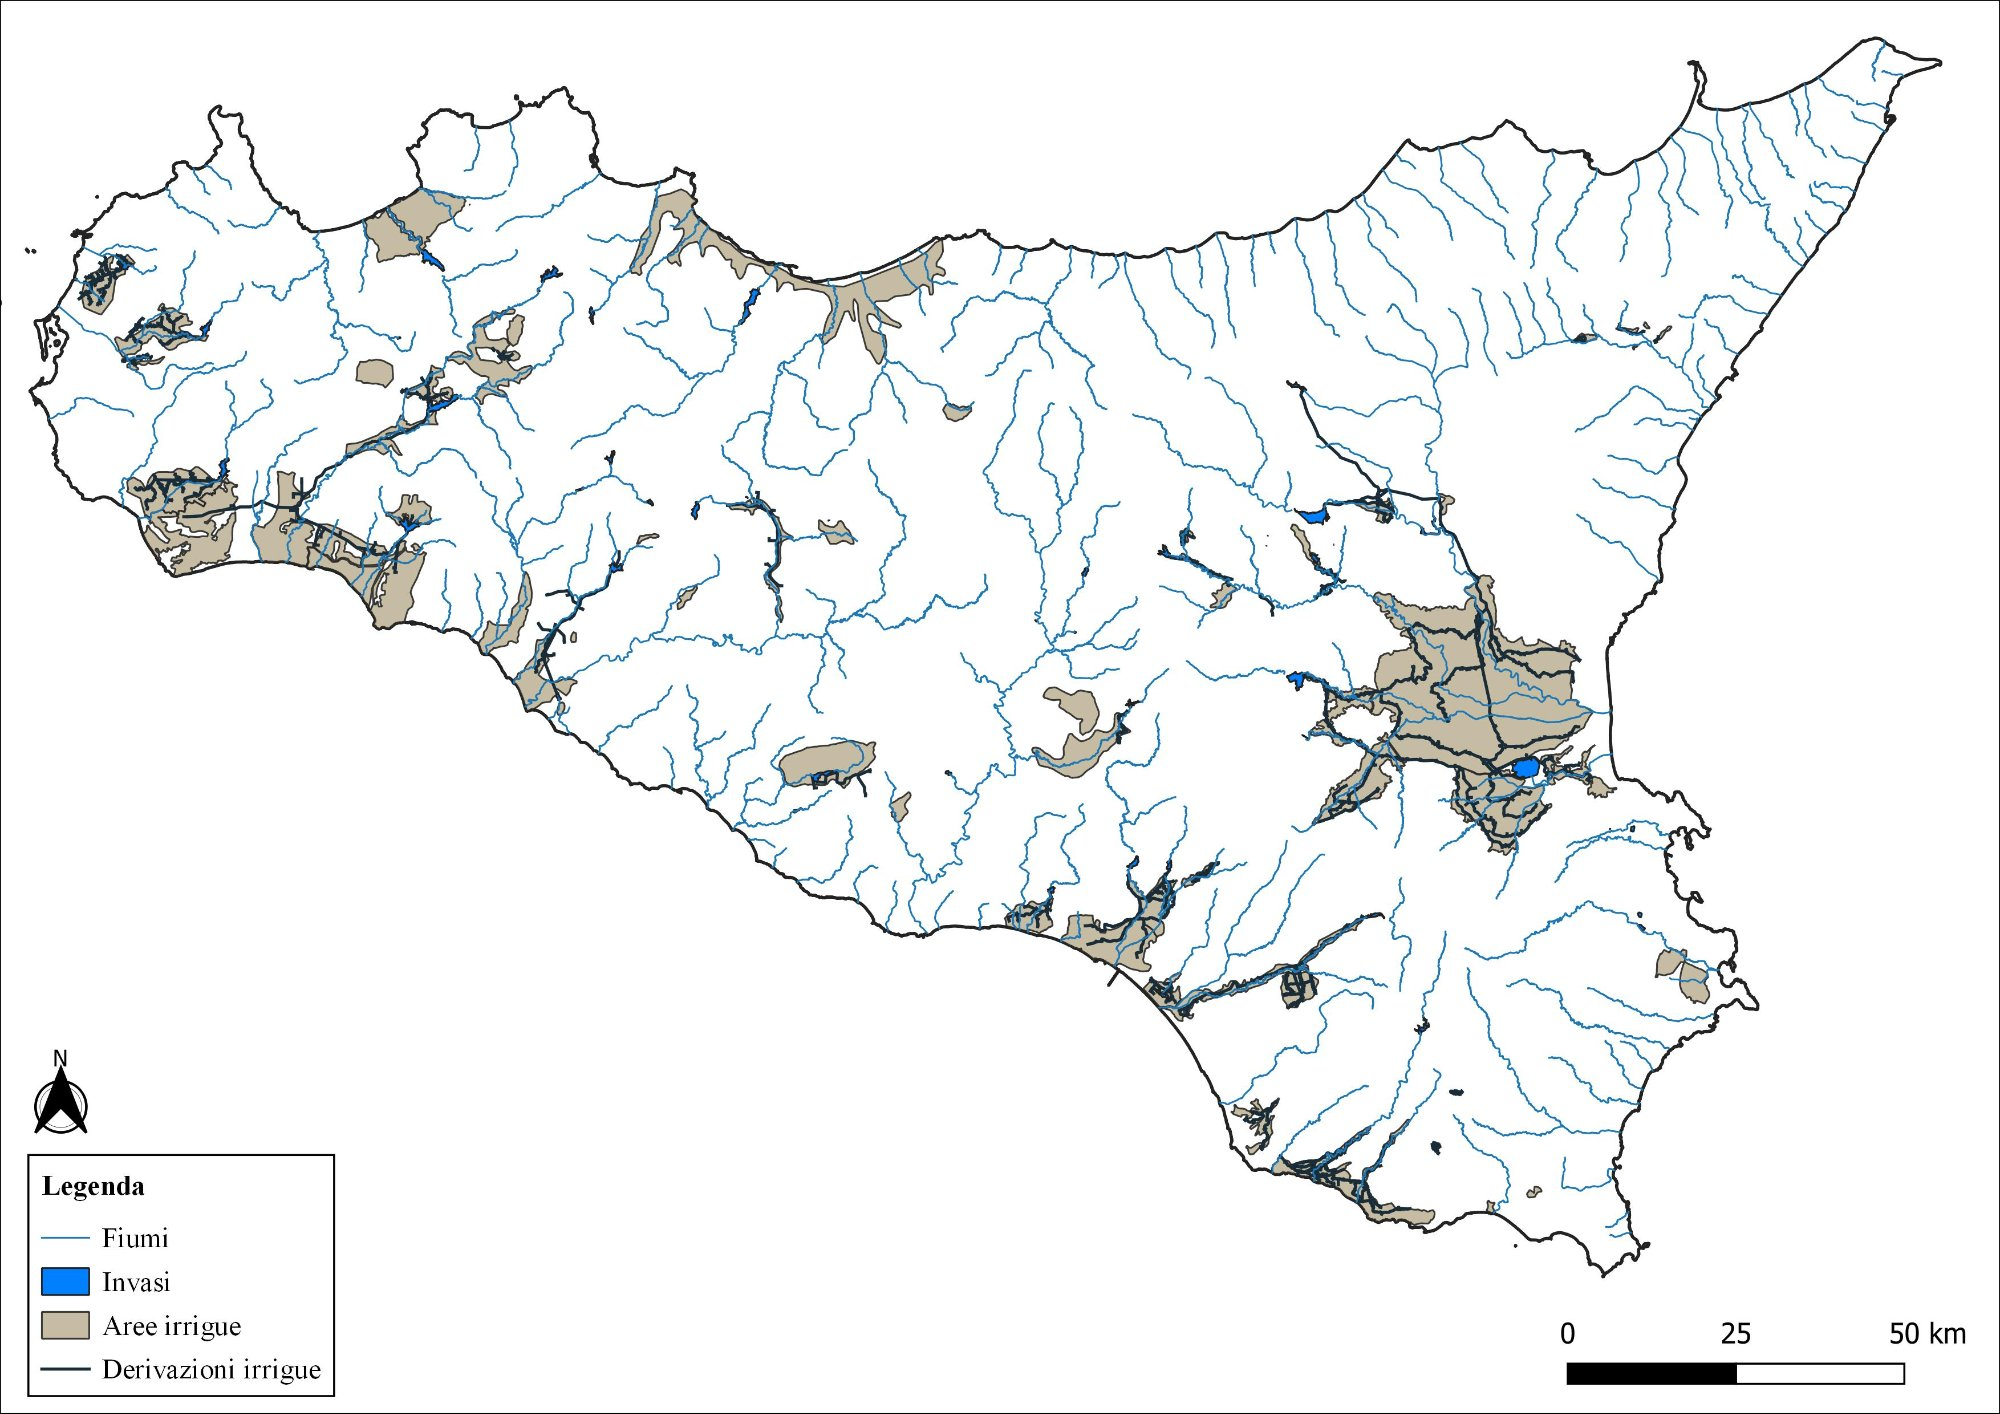 N
Legenda
Fiumi
Invasi
Aree irrigue
Derivazioni irrigue
0 25 50 km